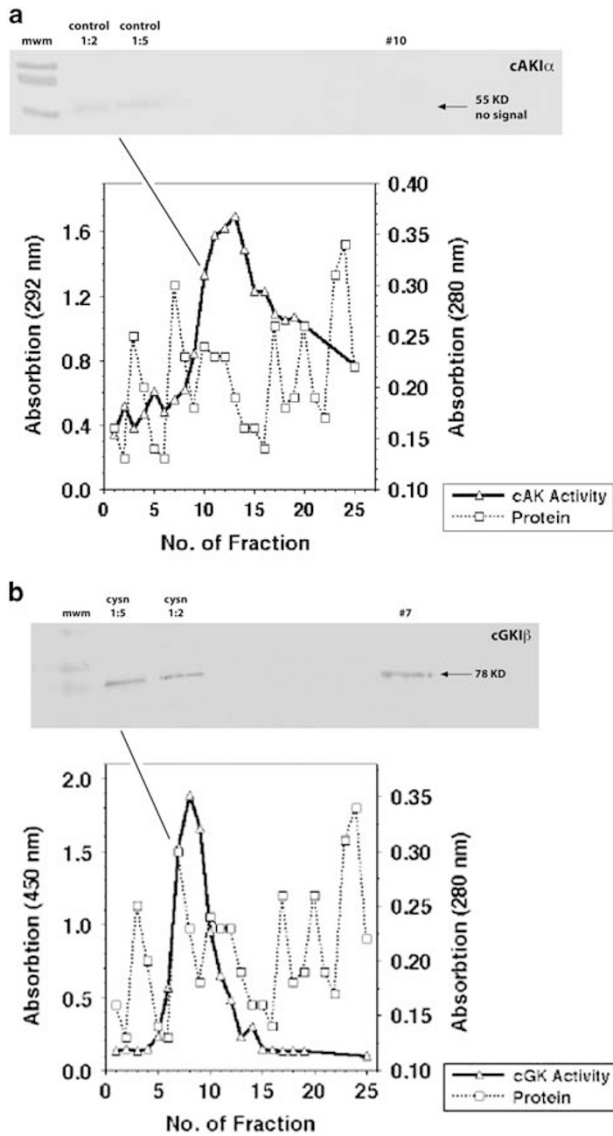 a
control control
mwm 1:2 1:5 #10
cAKIα
55 KD
no signal
Absorbtion (292 nm)
1.6
1.2
0.8
0.4
0.0
0.40
0.35
0.30
0.25
0.20
0.15
0.10
Absorbtion (280 nm)
0 5 10 15 20 25
No. of Fraction
cAK Activity
Protein
b
cysn cysn
mwm 1:5 1:2 #7
cGKIβ
78 KD
Absorbtion (450 nm)
2.0
1.5
1.0
0.5
0.0
0.35
0.30
0.25
0.20
0.15
0.10
Absorbtion (280 nm)
0 5 10 15 20 25
No. of Fraction
cGK Activity
Protein